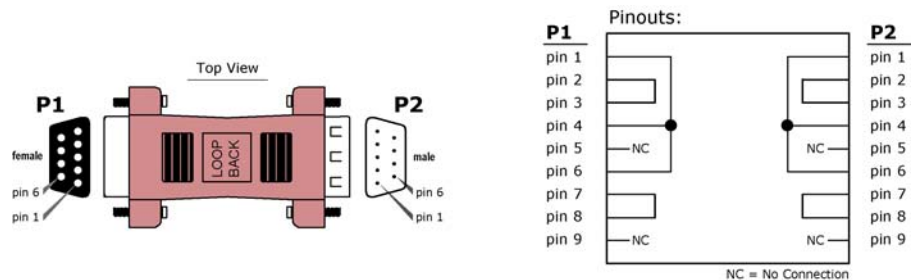 Top View
P1
P2
female
LOOP
BACK
male
pin 6
pin 1
pin 6
pin 1
Pinouts:
P1
P2
pin 1
pin 2
pin 3
pin 4
pin 5
pin 6
pin 7
pin 8
pin 9
NC
NC
NC
NC
pin 1
pin 2
pin 3
pin 4
pin 5
pin 6
pin 7
pin 8
pin 9
NC = No Connection